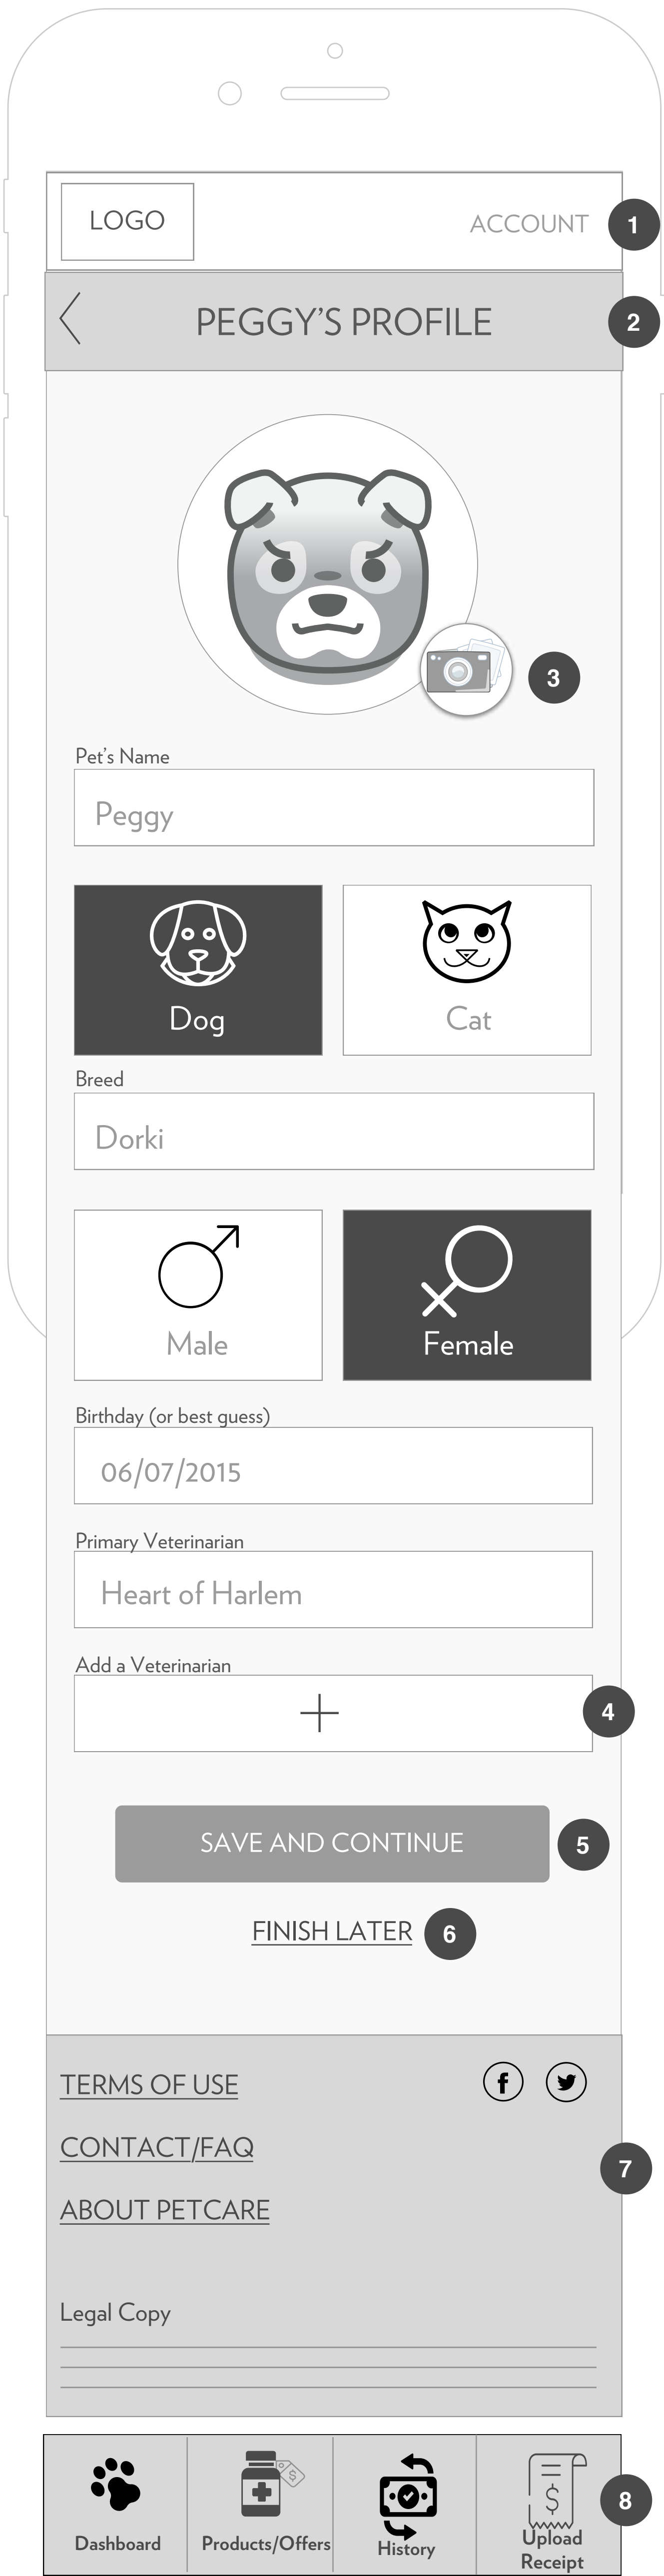 LOGO
ACCOUNT
1
PEGGY'S PROFILE
2
3
Pet's Name
Peggy
Dog
Cat
Breed
Dorki
Male
Female
Birthday (or best guess)
06/07/2015
Primary Veterinarian
Heart of Harlem
Add a Veterinarian
4
SAVE AND CONTINUE
5
FINISH LATER
6
TERMS OF USE
CONTACT/FAQ
7
ABOUT PETCARE
Legal Copy
Dashboard
Products/Offers
History
Upload
Receipt
8